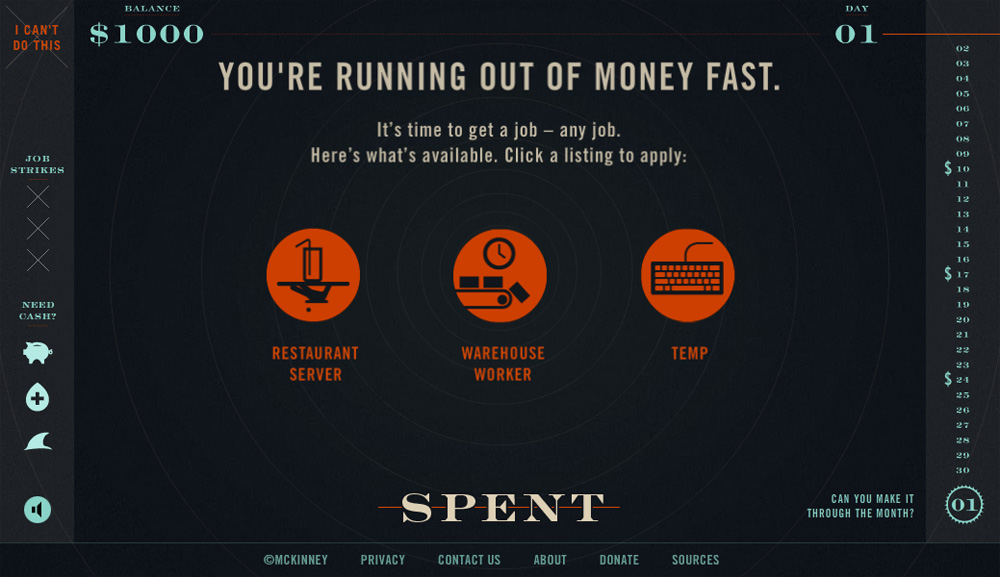 I CAN'T
DO THIS
BALANCE
$1000
DAY
01
YOU'RE RUNNING OUT OF MONEY FAST.
It's time to get a job – any job.
Here's what's available. Click a listing to apply:
JOB
STRIKES
NEED
CASH?
RESTAURANT
SERVER
WAREHOUSE
WORKER
TEMP
02
03
04
05
06
07
08
09
$ 10
11
12
13
14
15
16
$ 17
18
19
20
21
22
23
$ 24
25
26
27
28
29
30
SPENT
CAN YOU MAKE IT
THROUGH THE MONTH?
01
©MCKINNEY
PRIVACY
CONTACT US
ABOUT
DONATE
SOURCES